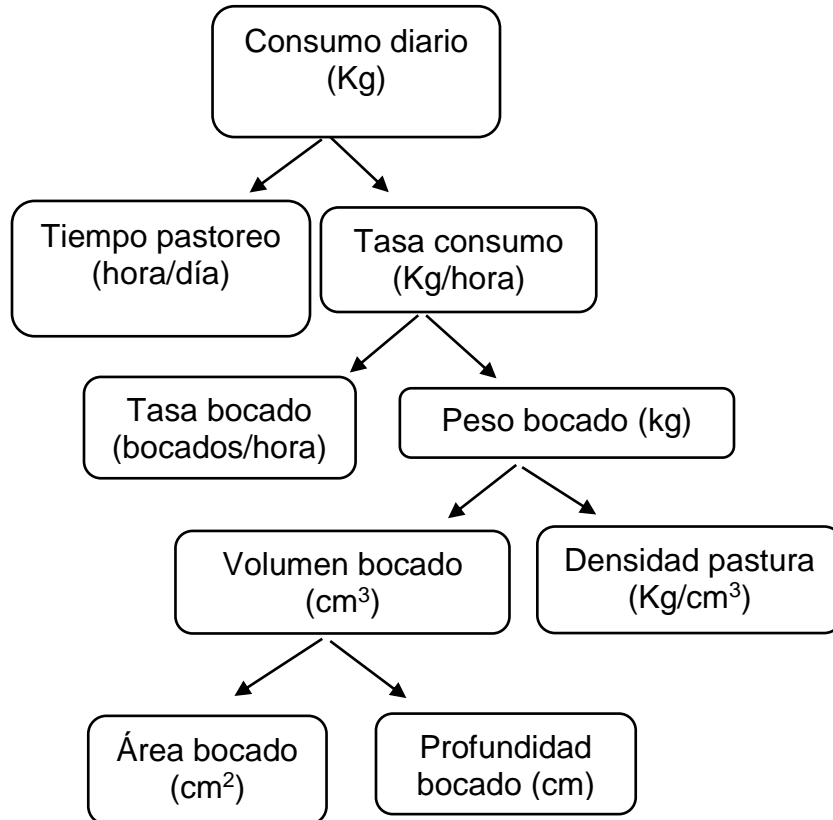 Consumo diario
(Kg)
Tiempo pastoreo
(hora/día)
Tasa consumo
(Kg/hora)
Tasa bocado
(bocados/hora)
Peso bocado (kg)
Volumen bocado
(cm³)
Densidad pastura
(Kg/cm³)
Área bocado
(cm²)
Profundidad
bocado (cm)